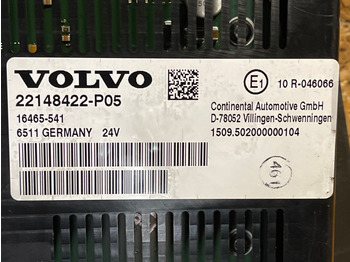 VOLVO
22148422-P05
16465-541
6511 GERMANY 24V
E1 10 R-046066
Continental Automotive GmbH
D-78052 Villingen-Schwenningen
1509.502000000104
461